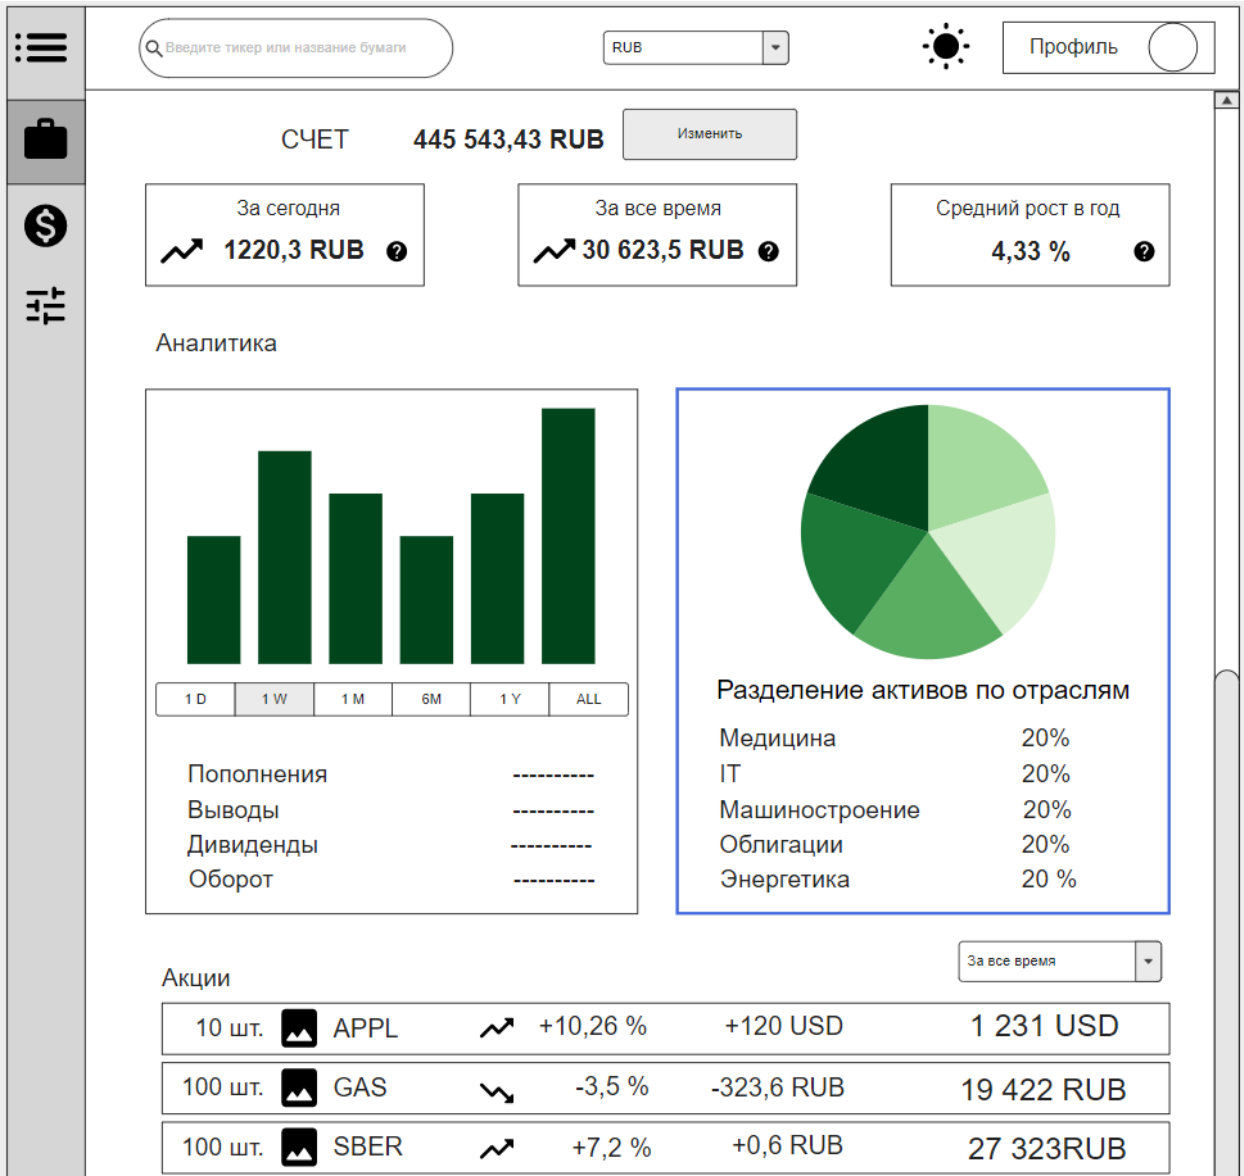 Введите тикер или название бумаги
RUB
Профиль
СЧЕТ 445 543,43 RUB Изменить
За сегодня
1220,3 RUB ?
За все время
30 623,5 RUB ?
Средний рост в год
4,33 % ?
Аналитика
1 D 1 W 1 M 6M 1 Y ALL
Пополнения ----------
Выводы ----------
Дивиденды ----------
Оборот ----------
Разделение активов по отраслям
Медицина 20%
IT 20%
Машиностроение 20%
Облигации 20%
Энергетика 20 %
Акции
За все время
10 шт. APPL +10,26 % +120 USD 1 231 USD
100 шт. GAS -3,5 % -323,6 RUB 19 422 RUB
100 шт. SBER +7,2 % +0,6 RUB 27 323RUB